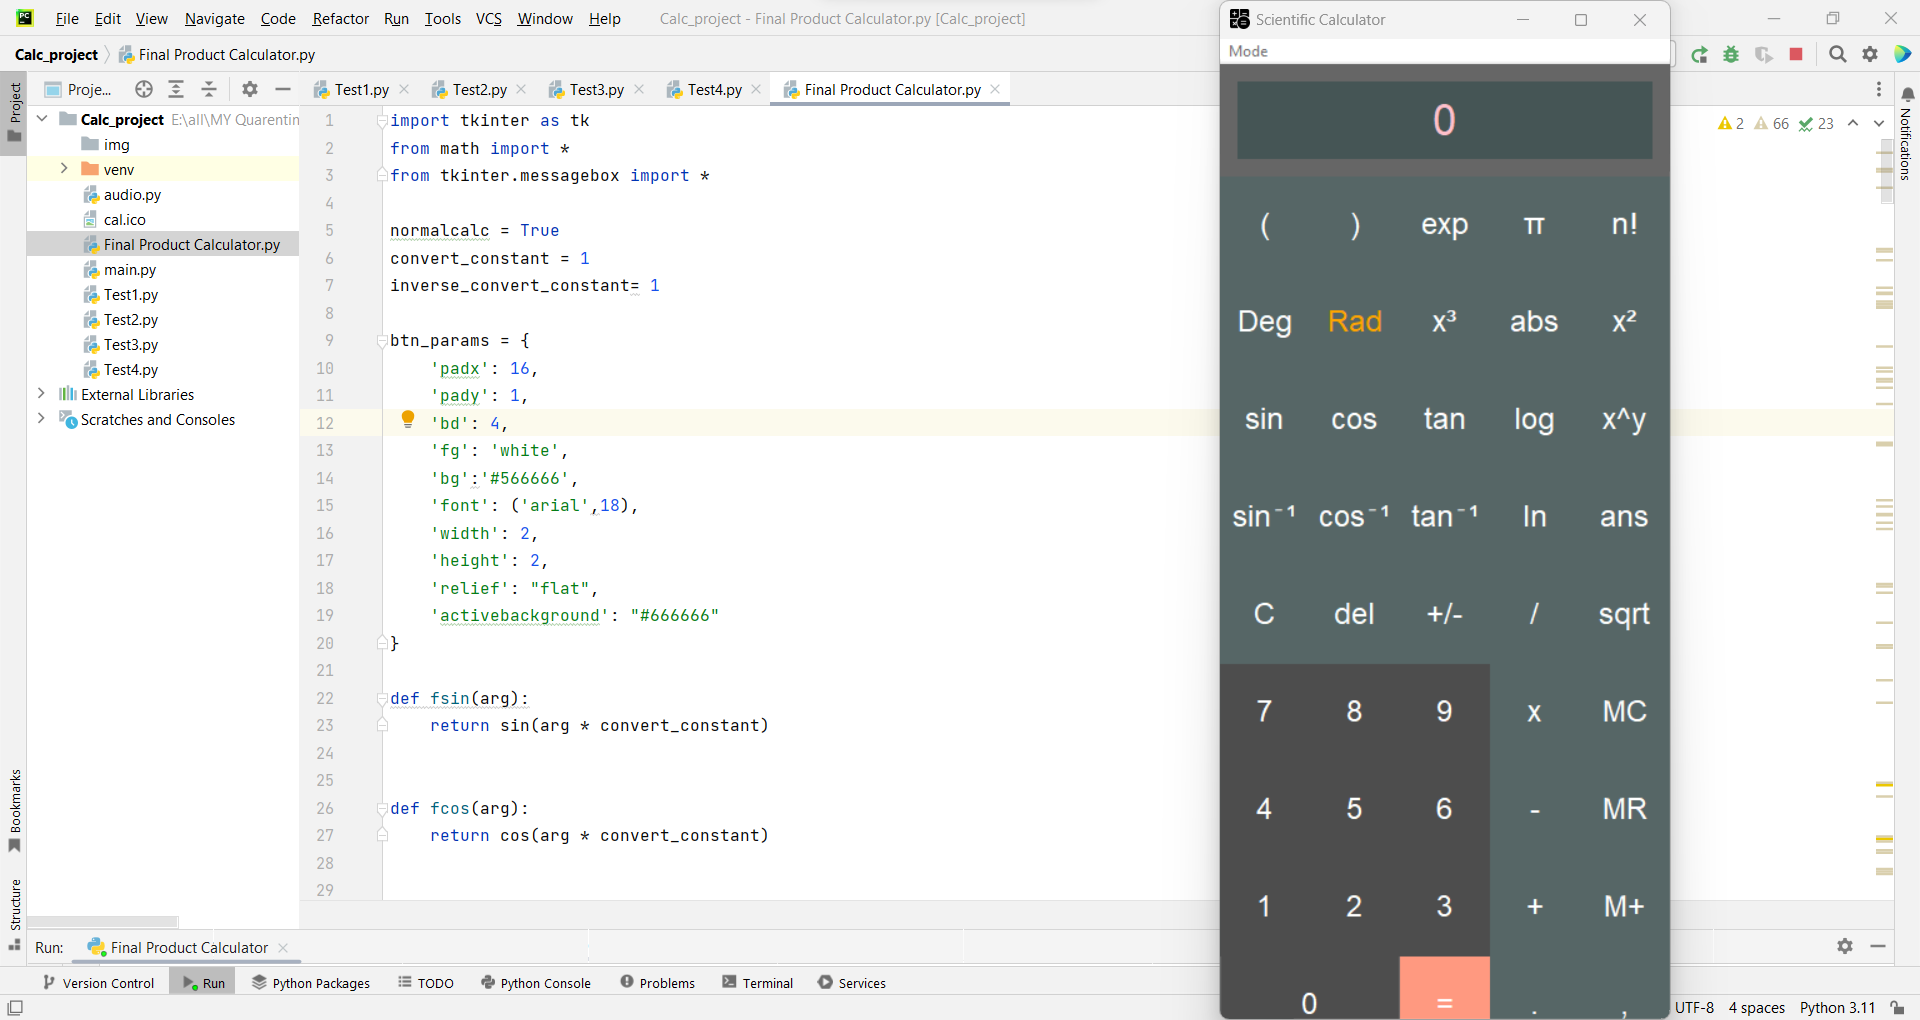 PC File Edit View Navigate Code Refactor Run Tools VCS Window Help Calc_project - Final Product Calculator.py [Calc_project]
Calc_project Final Product Calculator.py
Project
Proje...
Test1.py Test2.py Test3.py Test4.py Final Product Calculator.py
Calc_project E:\all\MY Quarentin
img
venv
audio.py
cal.ico
Final Product Calculator.py
main.py
Test1.py
Test2.py
Test3.py
Test4.py
External Libraries
Scratches and Consoles
Bookmarks
Structure
1 import tkinter as tk
2 from math import *
3 from tkinter.messagebox import *
4
5 normalcalc = True
6 convert_constant = 1
7 inverse_convert_constant= 1
8
9 btn_params = {
10 'padx': 16,
11 'pady': 1,
12 'bd': 4,
13 'fg': 'white',
14 'bg':'#566666',
15 'font': ('arial',18),
16 'width': 2,
17 'height': 2,
18 'relief': "flat",
19 'activebackground': "#666666"
20 }
21
22 def fsin(arg):
23 return sin(arg * convert_constant)
24
25
26 def fcos(arg):
27 return cos(arg * convert_constant)
28
29
2 66 23
Notifications
Scientific Calculator
Mode
0
( ) exp π n!
Deg Rad x³ abs x²
sin cos tan log x^y
sin⁻¹ cos⁻¹ tan⁻¹ ln ans
C del +/- / sqrt
7 8 9 x MC
4 5 6 - MR
1 2 3 + M+
0 = . ,
Run: Final Product Calculator
Version Control Run Python Packages TODO Python Console Problems Terminal Services
UTF-8 4 spaces Python 3.11